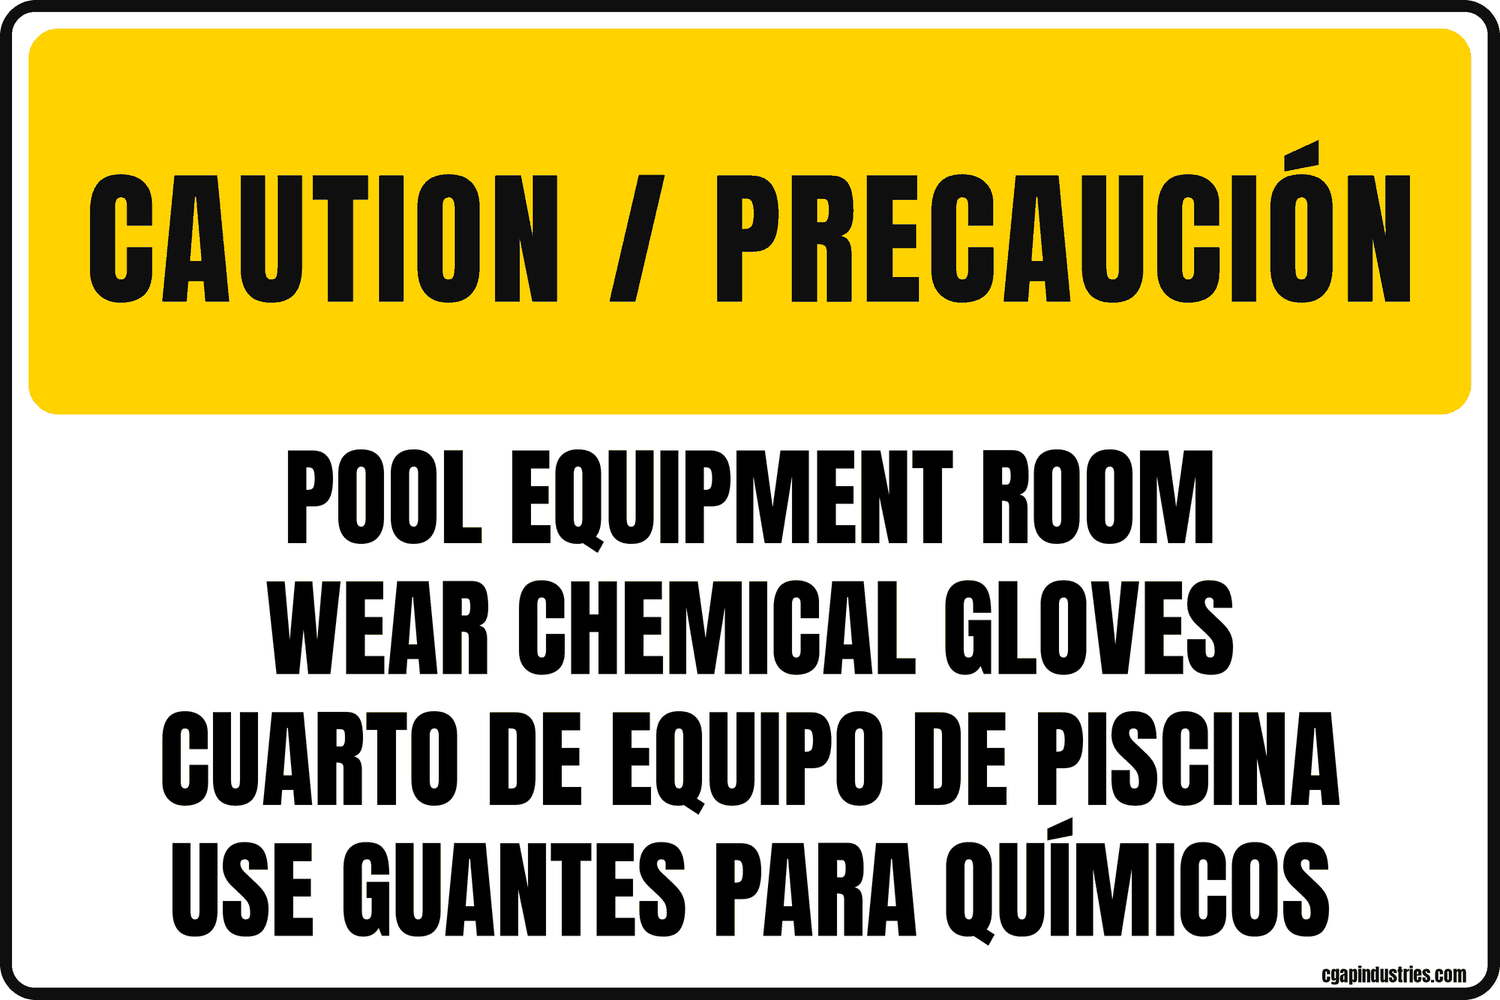 CAUTION / PRECAUCIÓN
POOL EQUIPMENT ROOM
WEAR CHEMICAL GLOVES
CUARTO DE EQUIPO DE PISCINA
USE GUANTES PARA QUÍMICOS
cgapindustries.com